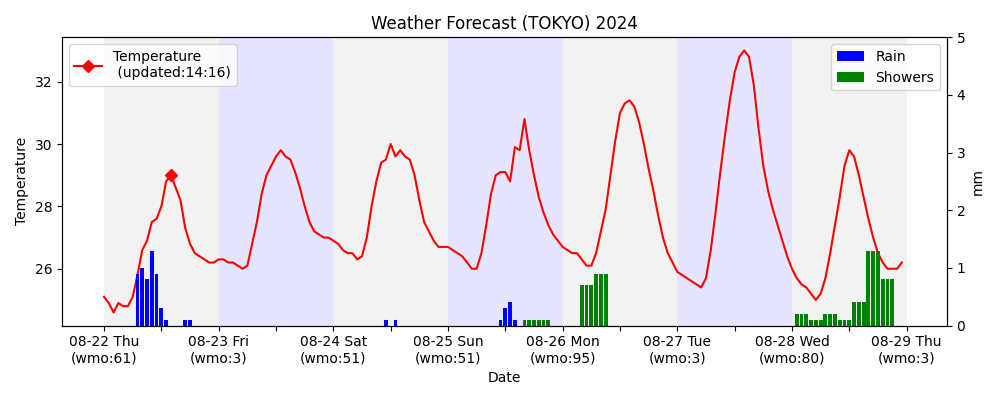 Weather Forecast (TOKYO) 2024
Temperature
(updated:14:16)
Rain
Showers
Temperature
32
30
28
26
5
4
3
2
1
0
mm
08-22 Thu
(wmo:61)
08-23 Fri
(wmo:3)
08-24 Sat
(wmo:51)
08-25 Sun
(wmo:51)
08-26 Mon
(wmo:95)
08-27 Tue
(wmo:3)
08-28 Wed
(wmo:80)
08-29 Thu
(wmo:3)
Date